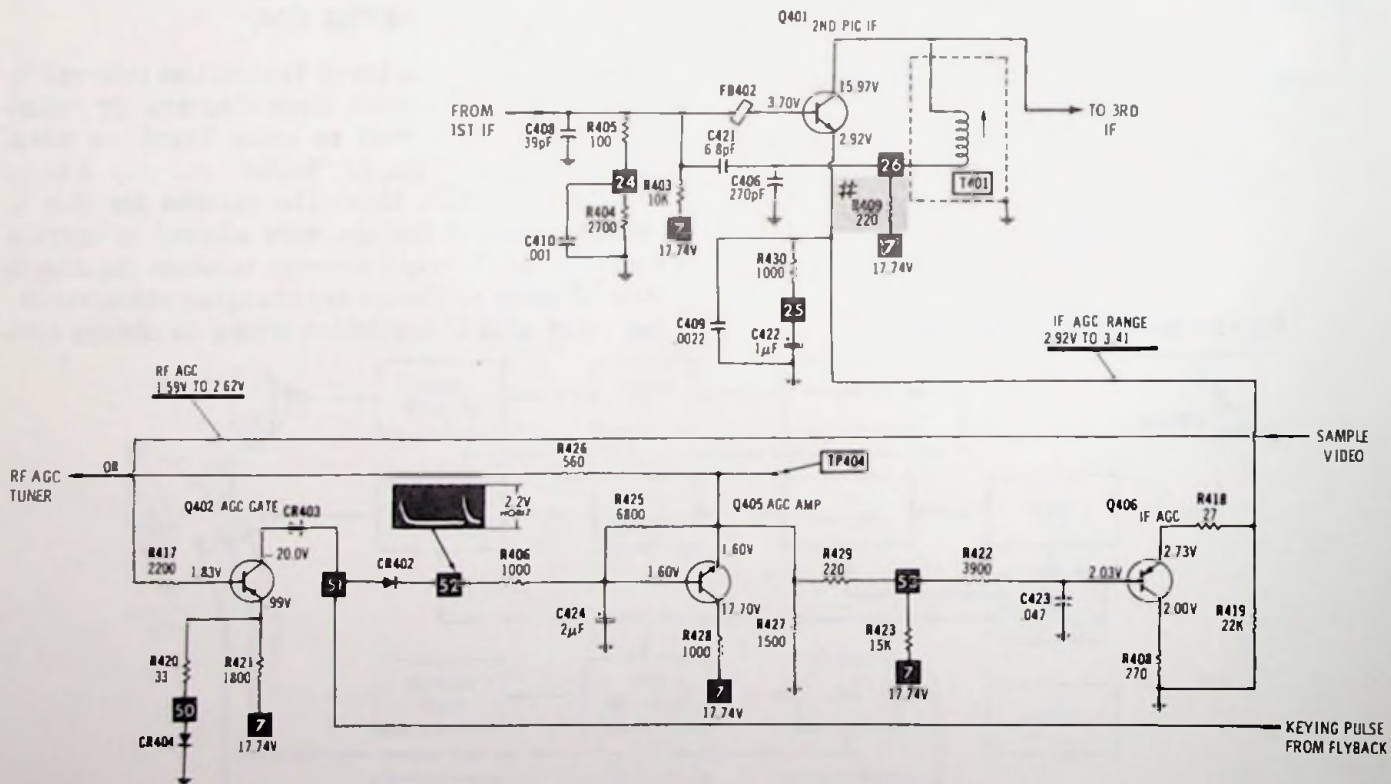 Q401
2ND PIC IF
FROM
1ST IF
FB402
3.70V
15.97V
2.92V
TO 3RD
IF
C408
39pF
R405
100
24
R404
2700
C410
.001
R403
10K
7
17.74V
C421
6.8pF
C406
270pF
26
#
R409
220
7
17.74V
R430
1000
25
C409
.0022
C422
1µF
IF AGC RANGE
2.92V TO 3.41
RF AGC
1.59V TO 2.62V
SAMPLE
VIDEO
R426
560
TP404
RF AGC
TUNER
OR
Q402 AGC GATE
CR403
2.2V
R425
6800
Q405 AGC AMP
Q406
IF AGC
R418
27
R417
2200
1.83V
-20.0V
.99V
51
CR402
52
R406
1000
1.60V
1.60V
17.70V
C424
2µF
R428
1000
7
17.74V
R427
1500
R429
220
53
R423
15K
7
17.74V
R422
3900
C423
.047
2.03V
2.73V
2.00V
R419
22K
R408
270
R420
33
50
CR404
R421
1800
7
17.74V
KEYING PULSE
FROM FLYBACK